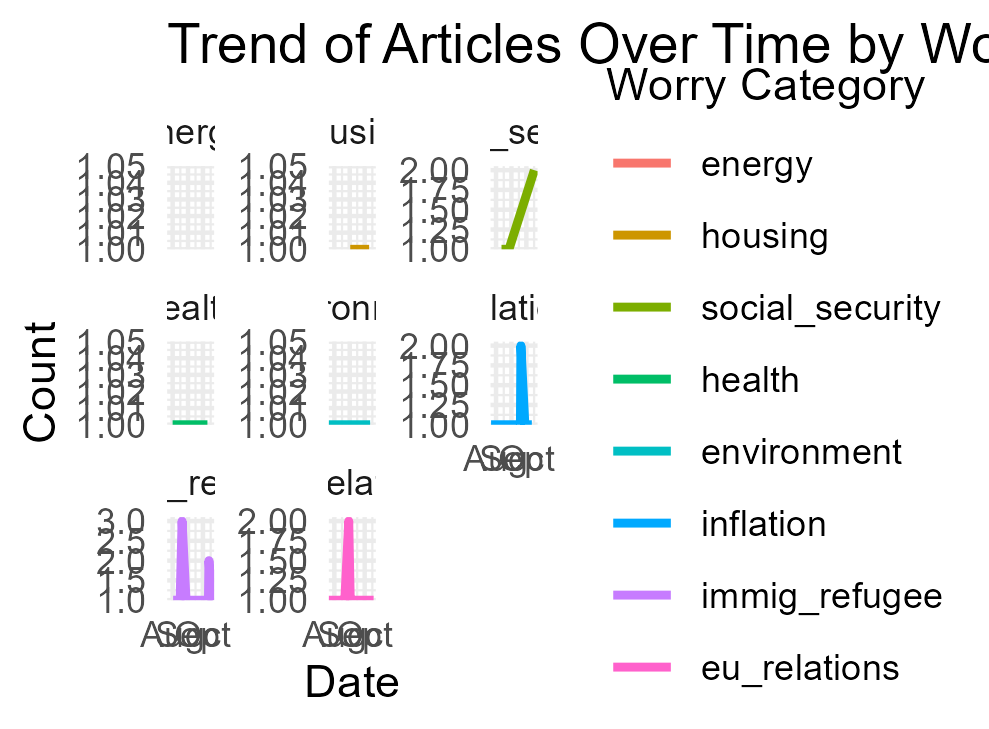 Trend of Articles Over Time by Wo
Worry Category
energy
housing
social_security
health
environment
inflation
immig_refugee
eu_relations
nerg
usi
_se
1.05
1.04
1.03
1.02
1.01
1.00
1.05
1.04
1.03
1.02
1.01
1.00
2.00
1.75
1.50
1.25
1.00
ealt
ronn
latio
1.05
1.04
1.03
1.02
1.01
1.00
1.05
1.04
1.03
1.02
1.01
1.00
2.00
1.75
1.50
1.25
1.00
Aug Sep Oct
_re
ela
3.0
2.5
2.0
1.5
1.0
2.00
1.75
1.50
1.25
1.00
Aug Sep Oct
Aug Sep Oct
Count
Date